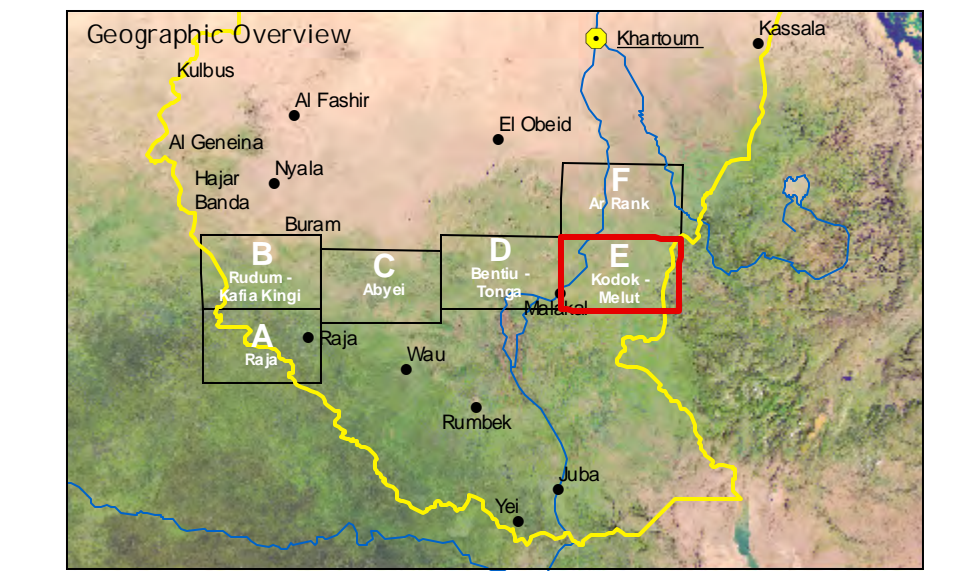 Geographic Overview
Khartoum
Kassala
Kulbus
Al Fashir
El Obeid
Al Geneina
Nyala
Hajar
Banda
F
Ar Rank
Buram
B
Rudum -
Kafia Kingi
C
Abyei
D
Bentiu -
Tonga
E
Kodok -
Melut
Malakal
A
Raja
Raja
Wau
Rumbek
Juba
Yei